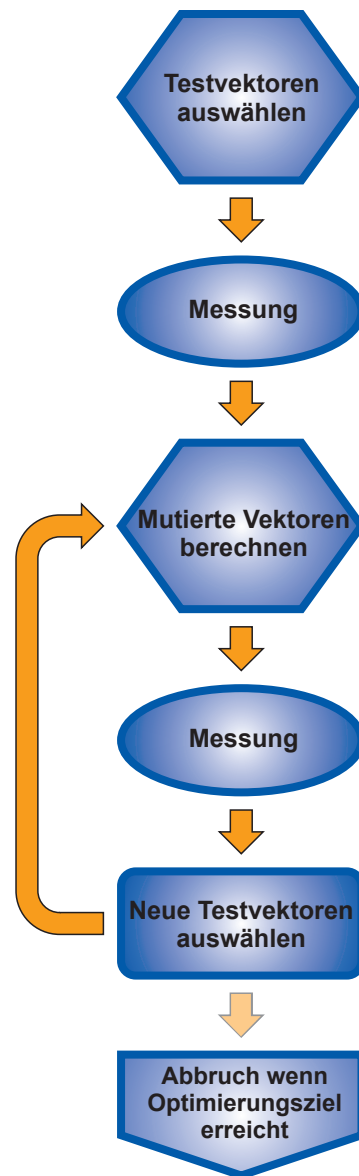 Testvektoren
auswählen
Messung
Mutierte Vektoren
berechnen
Messung
Neue Testvektoren
auswählen
Abbruch wenn
Optimierungsziel
erreicht